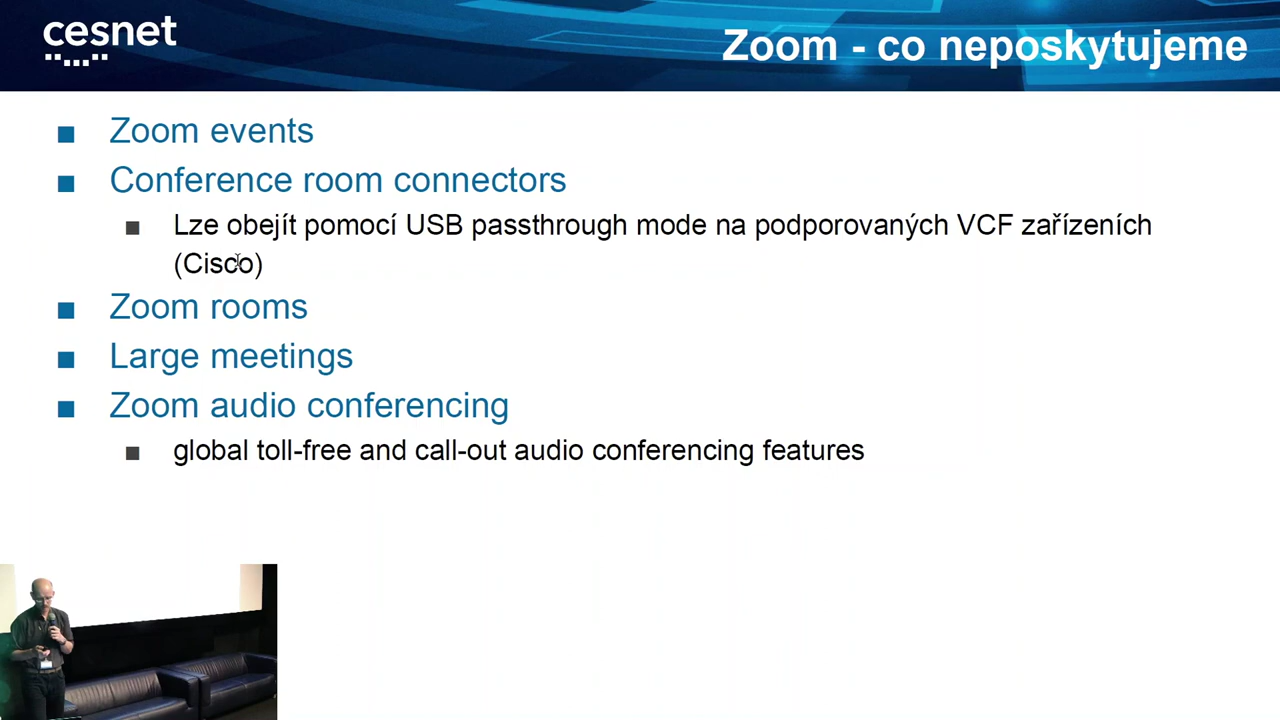 cesnet
Zoom - co neposkytujeme
Zoom events
Conference room connectors
Lze obejít pomocí USB passthrough mode na podporovaných VCF zařízeních
(Cisco)
Zoom rooms
Large meetings
Zoom audio conferencing
global toll-free and call-out audio conferencing features